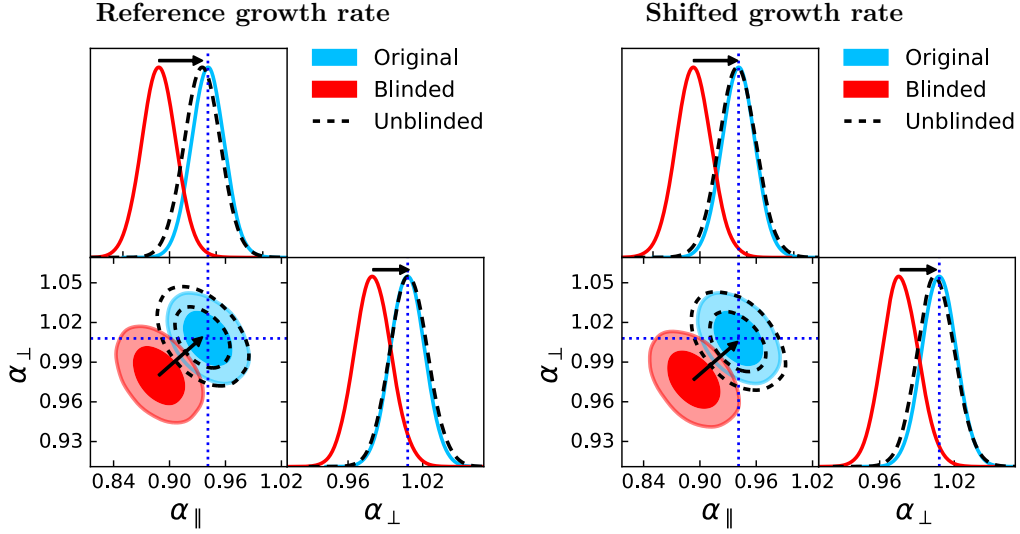 Reference growth rate
Original
Blinded
Unblinded
1.05
1.02
0.99
0.96
0.93
α⊥
0.84 0.90 0.96 1.02
α∥
0.96 1.02
α⊥
Shifted growth rate
Original
Blinded
Unblinded
1.05
1.02
0.99
0.96
0.93
α⊥
0.84 0.90 0.96 1.02
α∥
0.96 1.02
α⊥